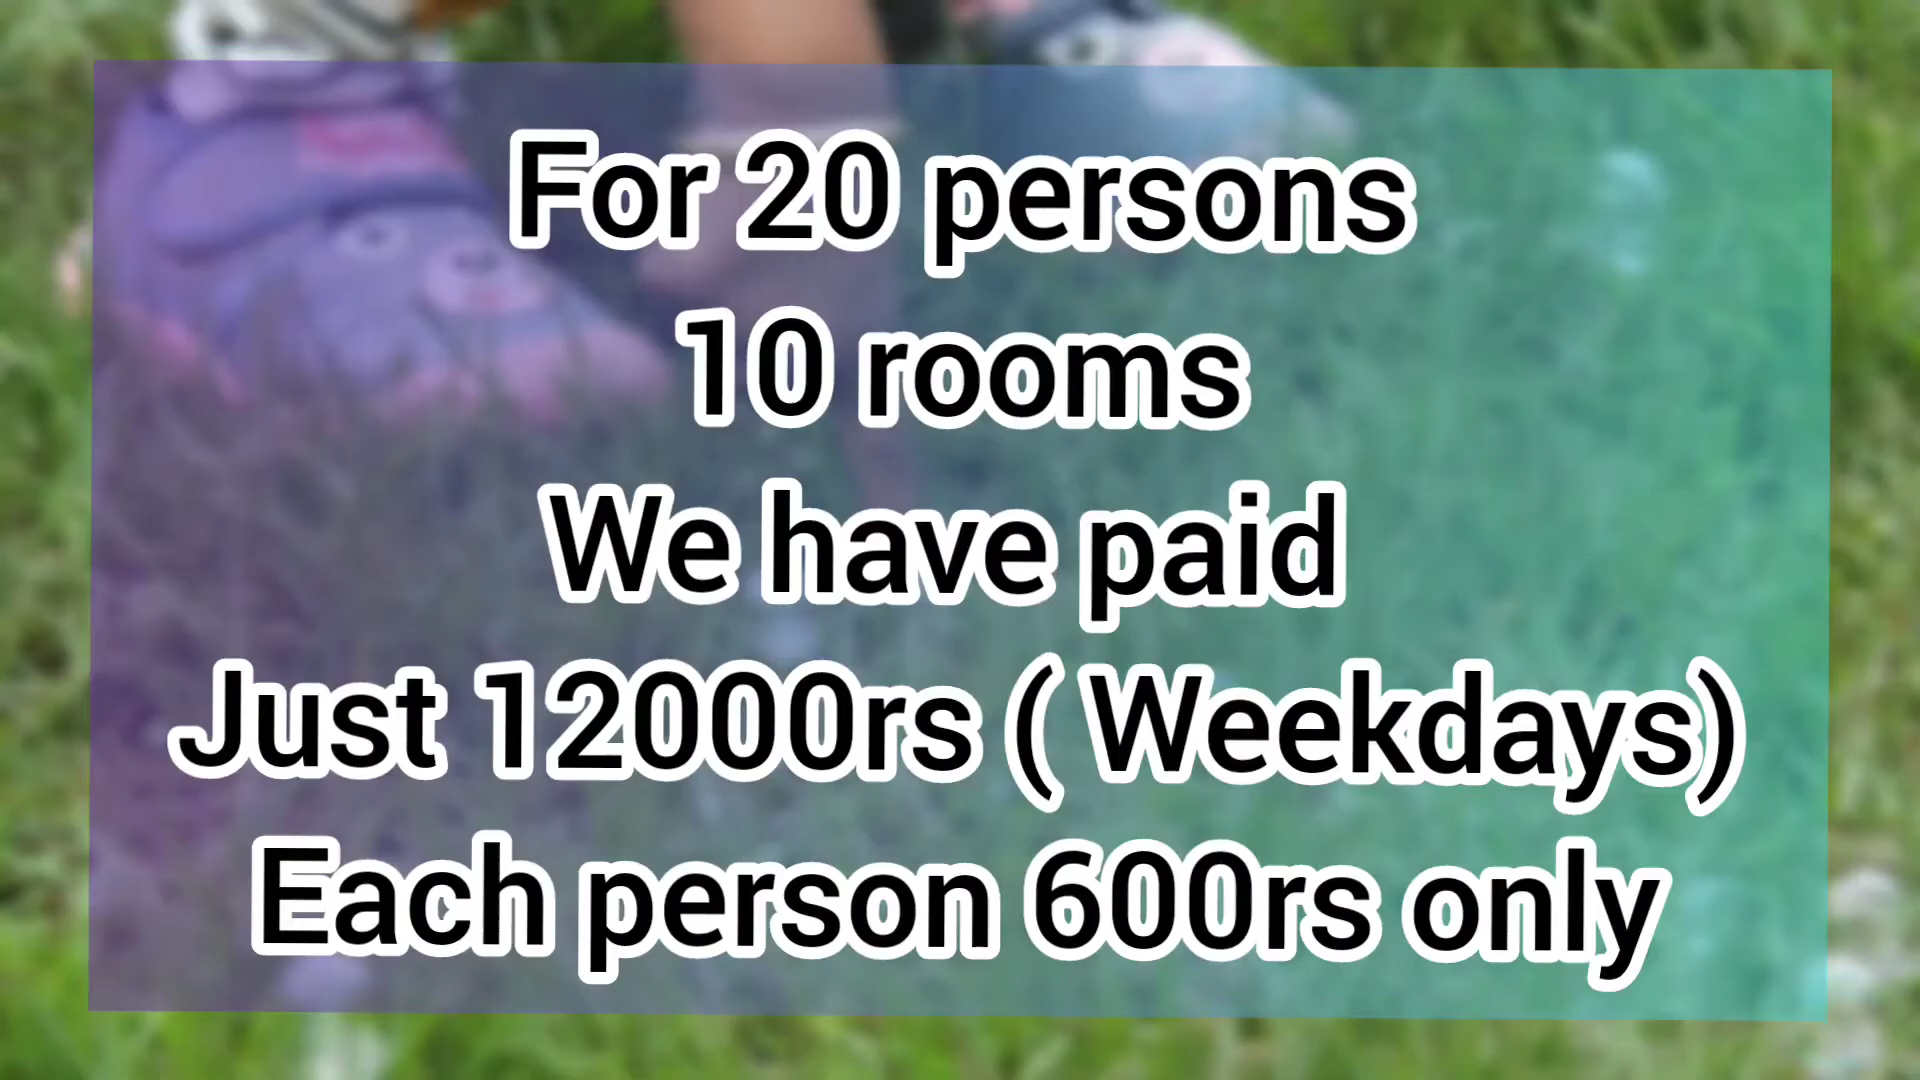 For 20 persons
10 rooms
We have paid
Just 12000rs ( Weekdays)
Each person 600rs only